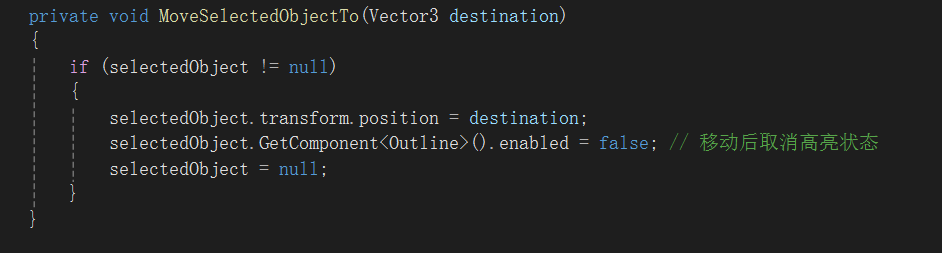 private void MoveSelectedObjectTo(Vector3 destination)
{
if (selectedObject != null)
{
selectedObject.transform.position = destination;
selectedObject.GetComponent<Outline>().enabled = false; // 移动后取消高亮状态
selectedObject = null;
}
}